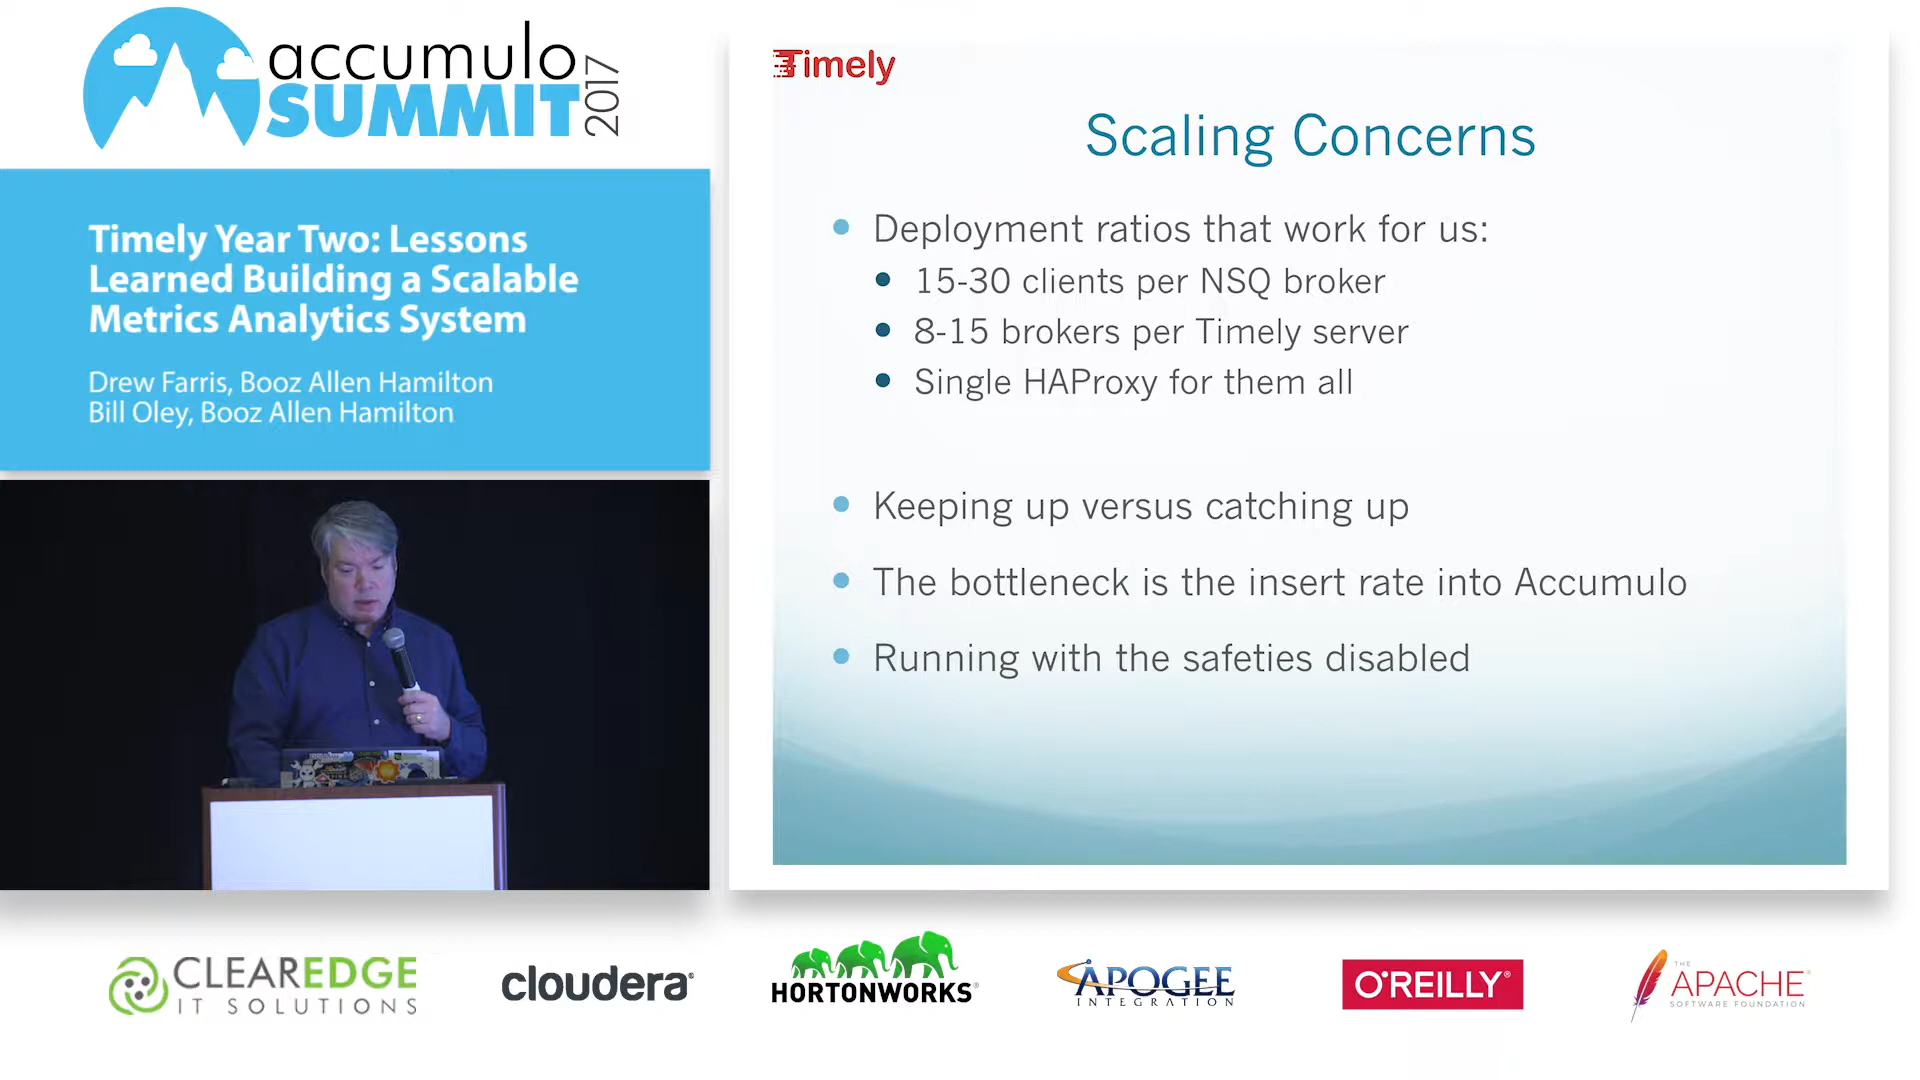 accumulo
SUMMIT
2017
Timely Year Two: Lessons
Learned Building a Scalable
Metrics Analytics System
Drew Farris, Booz Allen Hamilton
Bill Oley, Booz Allen Hamilton
Timely
Scaling Concerns
Deployment ratios that work for us:
15-30 clients per NSQ broker
8-15 brokers per Timely server
Single HAProxy for them all
Keeping up versus catching up
The bottleneck is the insert rate into Accumulo
Running with the safeties disabled
CLEAREDGE
IT SOLUTIONS
cloudera®
HORTONWORKS®
APOGEE
INTEGRATION
O'REILLY®
THE
APACHE®
SOFTWARE FOUNDATION